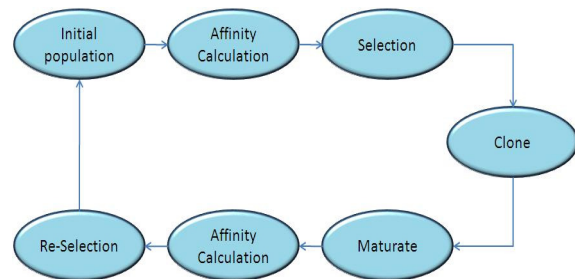 Initial
population
Affinity
Calculation
Selection
Clone
Maturate
Affinity
Calculation
Re-Selection